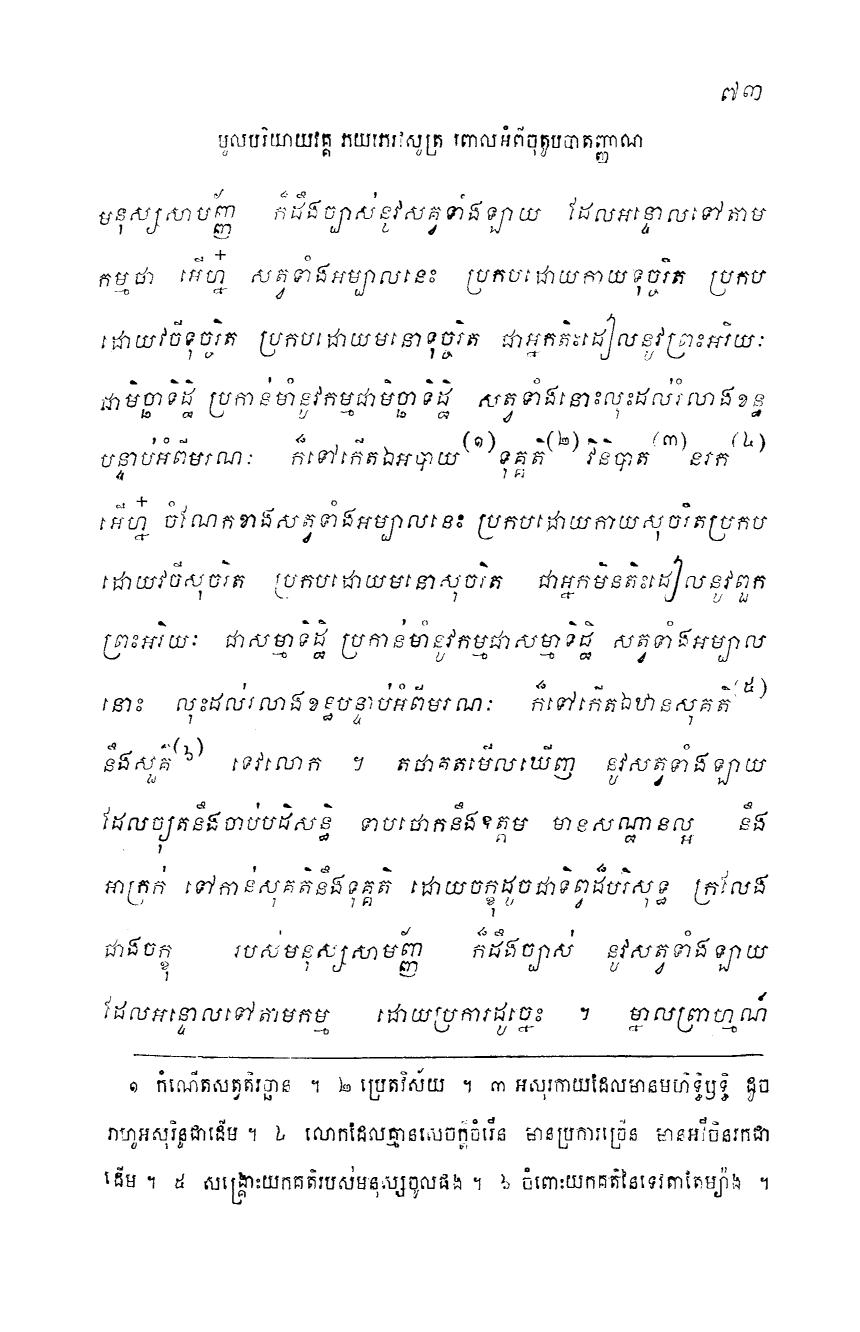 ៧៣
មូលបរិយាយវគ្គ ភយភេរវសូត្រ ពោលអំពីចុតូបបាតញ្ញាណ
មនុស្សសាមញ្ញ ក៏ដឹងច្បាស់នូវសត្វទាំងឡាយ ដែលអន្ទោលទៅតាម
កម្មថា អើហ្ន៎ សត្វទាំងអម្បាលនេះ ប្រកបដោយកាយទុច្ចរិត ប្រកប
ដោយវចីទុច្ចរិត ប្រកបដោយមនោទុច្ចរិត ជាអ្នកតិះដៀលនូវព្រះអរិយៈ
ជាមិច្ឆាទិដ្ឋិ ប្រកាន់មាំនូវកម្មជាមិច្ឆាទិដ្ឋិ សត្វទាំងនោះលុះដល់រំលាងខន្ធ
បន្ទាប់អំពីមរណៈ ក៏ទៅកើតឯអបាយ(១)ទុគ្គតិ(២)វិនិបាត(៣)នរក(៤)
អើហ្ន៎ ចំណែកខាងសត្វទាំងអម្បាលនេះ ប្រកបដោយកាយសុចរិតប្រកប
ដោយវចីសុចរិត ប្រកបដោយមនោសុចរិត ជាអ្នកមិនតិះដៀលនូវពួក
ព្រះអរិយៈ ជាសម្មាទិដ្ឋិ ប្រកាន់មាំនូវកម្មជាសម្មាទិដ្ឋិ សត្វទាំងអម្បាល
នោះ លុះដល់រលាងខន្ធបន្ទាប់អំពីមរណៈ ក៏ទៅកើតឯឋានសុគតិ(៥)
នឹងសួគ៌(៦) ទេវលោក ។ តថាគតមើលឃើញ នូវសត្វទាំងឡាយ
ដែលច្យុតនឹងចាប់បដិសន្ធិ ទាបថោកនឹងខ្ពង់ឧត្តម មានសណ្ឋានល្អ នឹង
អាក្រក់ ទៅកាន់សុគតិនឹងទុគ្គតិ ដោយចក្ខុដូចជាទិព្វដ៏បរិសុទ្ធ ក្រលែង
ជាងចក្ខុ របស់មនុស្សសាមញ្ញ ក៏ដឹងច្បាស់ នូវសត្វទាំងឡាយ
ដែលអន្ទោលទៅតាមកម្ម ដោយប្រការដូច្នេះ ។ ម្នាលព្រាហ្មណ៍
១ កំណើតសត្វតិរច្ឆាន ។ ២ ប្រេតវិស័យ ។ ៣ អសុរកាយដែលមានមហិទ្ធិឫទ្ធិ ដូច
រាហូអសុរិន្ទជាដើម ។ ៤ លោកដែលគ្មានសេចក្តីចំរើន មានប្រការច្រើន មានអវីចិនរកជា
ដើម ។ ៥ សង្គ្រោះយកគតិរបស់មនុស្សចូលផង ។ ៦ ចំពោះយកគតិនៃទេវតាតែម្យ៉ាង ។